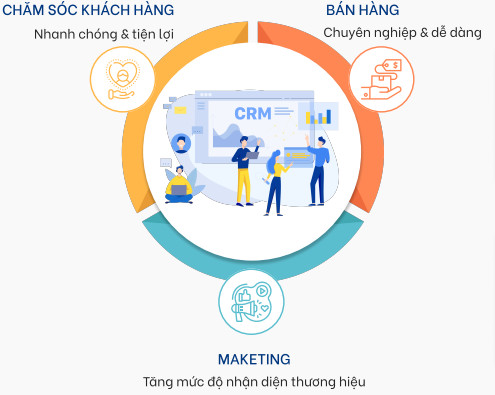 CHĂM SÓC KHÁCH HÀNG
Nhanh chóng & tiện lợi
BÁN HÀNG
Chuyên nghiệp & dễ dàng
$
CRM
MAKETING
Tăng mức độ nhận diện thương hiệu